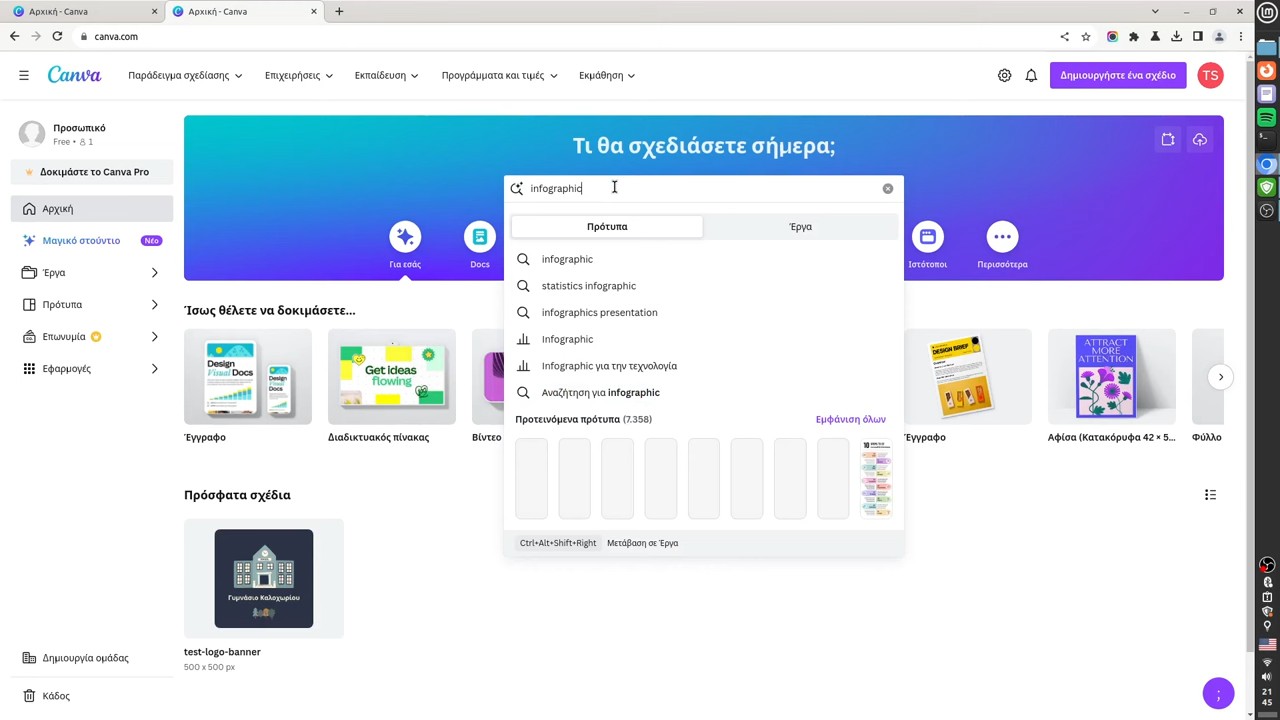 Αρχική - Canva
Αρχική - Canva
canva.com
Canva
Παράδειγμα σχεδίασης
Επιχειρήσεις
Εκπαίδευση
Προγράμματα και τιμές
Εκμάθηση
Δημιουργήστε ένα σχέδιο
TS
Προσωπικό
Free • 1
Δοκιμάστε το Canva Pro
Αρχική
Μαγικό στούντιο
Νέο
Έργα
Πρότυπα
Επωνυμία
Εφαρμογές
Δημιουργία ομάδας
Κάδος
Τι θα σχεδιάσετε σήμερα;
infographic
Πρότυπα
Έργα
Για εσάς
Docs
Ιστότοποι
Περισσότερα
infographic
statistics infographic
infographics presentation
Infographic
Infographic για την τεχνολογία
Αναζήτηση για infographic
Προτεινόμενα πρότυπα (7.358)
Εμφάνιση όλων
Ctrl+Alt+Shift+Right
Μετάβαση σε Έργα
Ίσως θέλετε να δοκιμάσετε...
Design
Visual Docs
Get ideas
flowing
DESIGN BRIEF
ATTRACT
MORE
ATTENTION
Έγγραφο
Διαδικτυακός πίνακας
Βίντεο
Έγγραφο
Αφίσα (Κατακόρυφα 42 × 5...
Φύλλο
Πρόσφατα σχέδια
Γυμνάσιο Καλοχωρίου
test-logo-banner
500 x 500 px
;
21
45